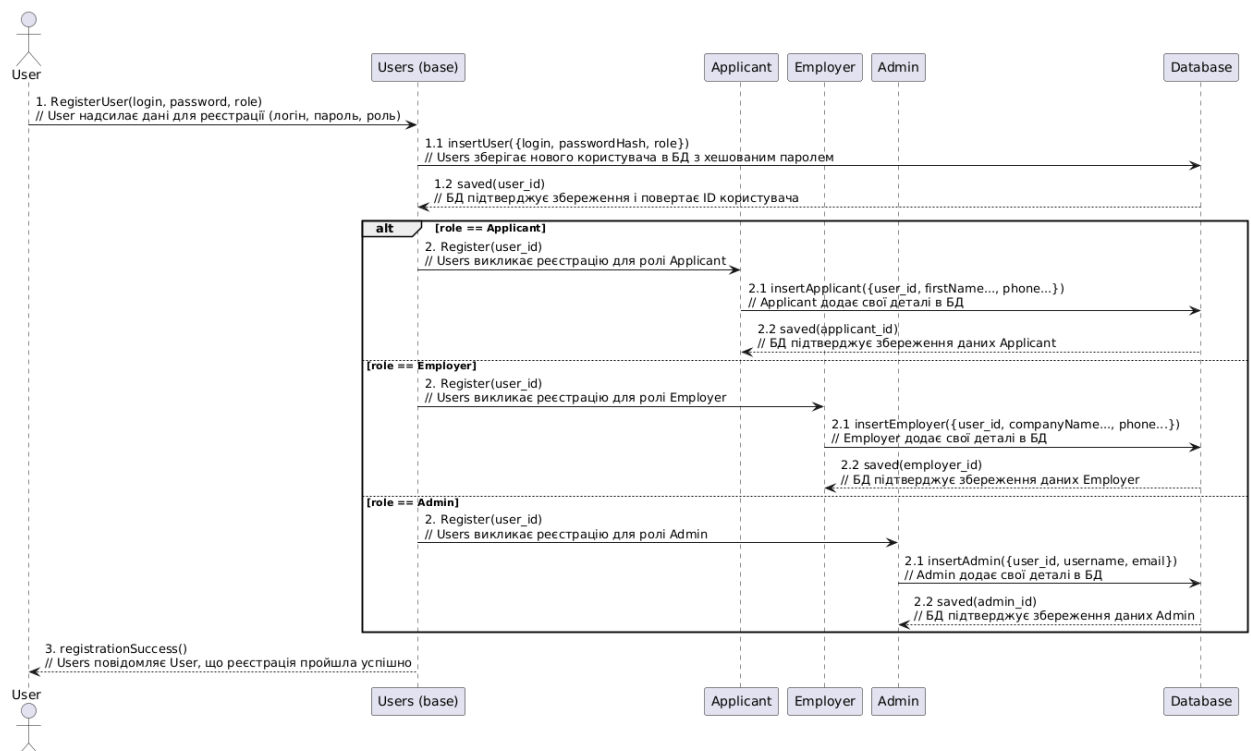 User
Users (base)
Applicant
Employer
Admin
Database
1. RegisterUser(login, password, role)
// User надсилає дані для реєстрації (логін, пароль, роль)
1.1 insertUser({login, passwordHash, role})
// Users зберігає нового користувача в БД з хешованим паролем
1.2 saved(user_id)
// БД підтверджує збереження і повертає ID користувача
alt [role == Applicant]
2. Register(user_id)
// Users викликає реєстрацію для ролі Applicant
2.1 insertApplicant({user_id, firstName..., phone...})
// Applicant додає свої деталі в БД
2.2 saved(applicant_id)
// БД підтверджує збереження даних Applicant
[role == Employer]
2. Register(user_id)
// Users викликає реєстрацію для ролі Employer
2.1 insertEmployer({user_id, companyName..., phone...})
// Employer додає свої деталі в БД
2.2 saved(employer_id)
// БД підтверджує збереження даних Employer
[role == Admin]
2. Register(user_id)
// Users викликає реєстрацію для ролі Admin
2.1 insertAdmin({user_id, username, email})
// Admin додає свої деталі в БД
2.2 saved(admin_id)
// БД підтверджує збереження даних Admin
3. registrationSuccess()
// Users повідомляє User, що реєстрація пройшла успішно
User
Users (base)
Applicant
Employer
Admin
Database